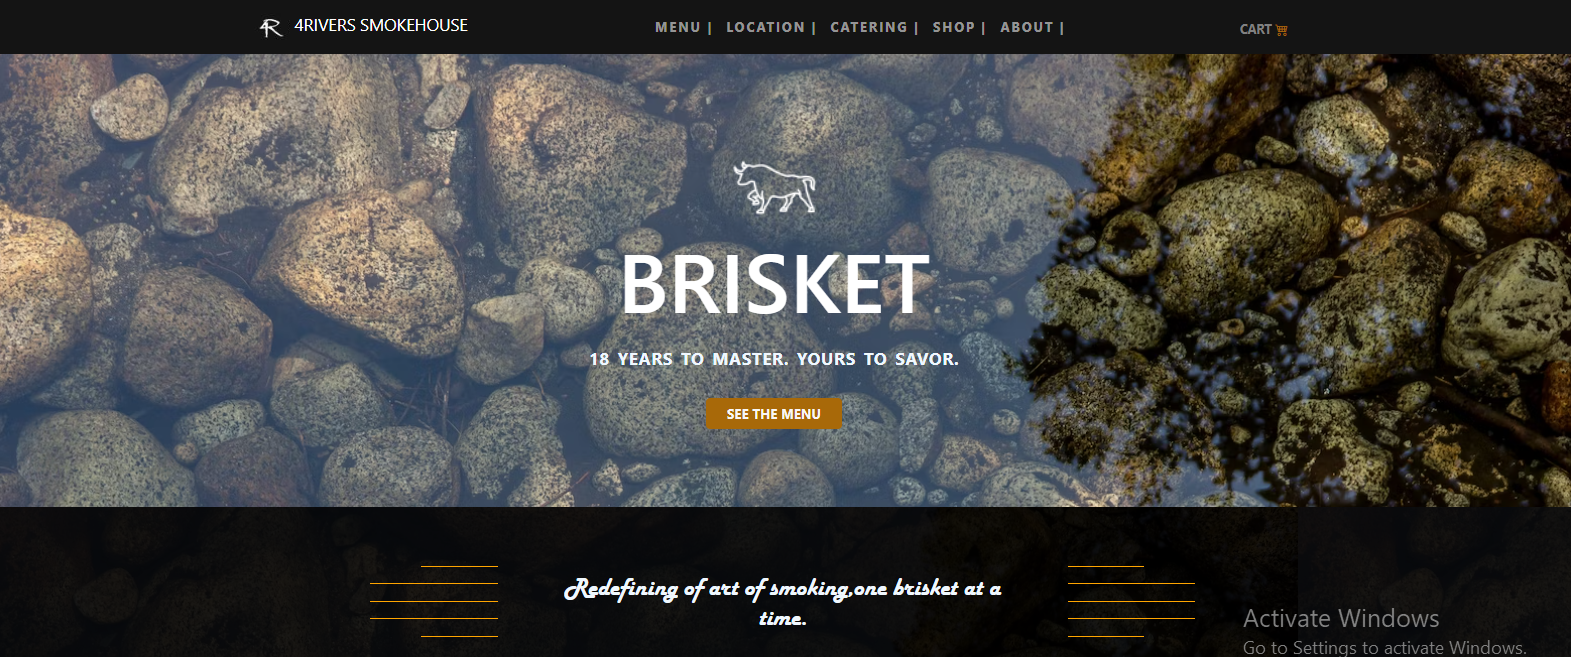 4RIVERS SMOKEHOUSE
MENU | LOCATION | CATERING | SHOP | ABOUT |
CART
BRISKET
18 YEARS TO MASTER. YOURS TO SAVOR.
SEE THE MENU
Redefining of art of smoking,one brisket at a
time.
Activate Windows
Go to Settings to activate Windows.